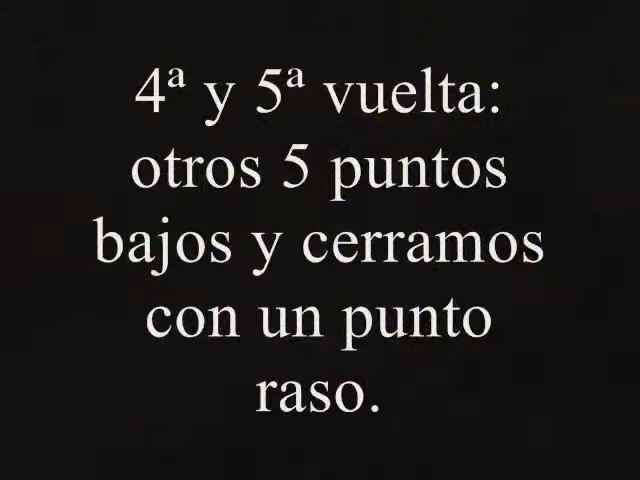 4ª y 5ª vuelta:
otros 5 puntos
bajos y cerramos
con un punto
raso.